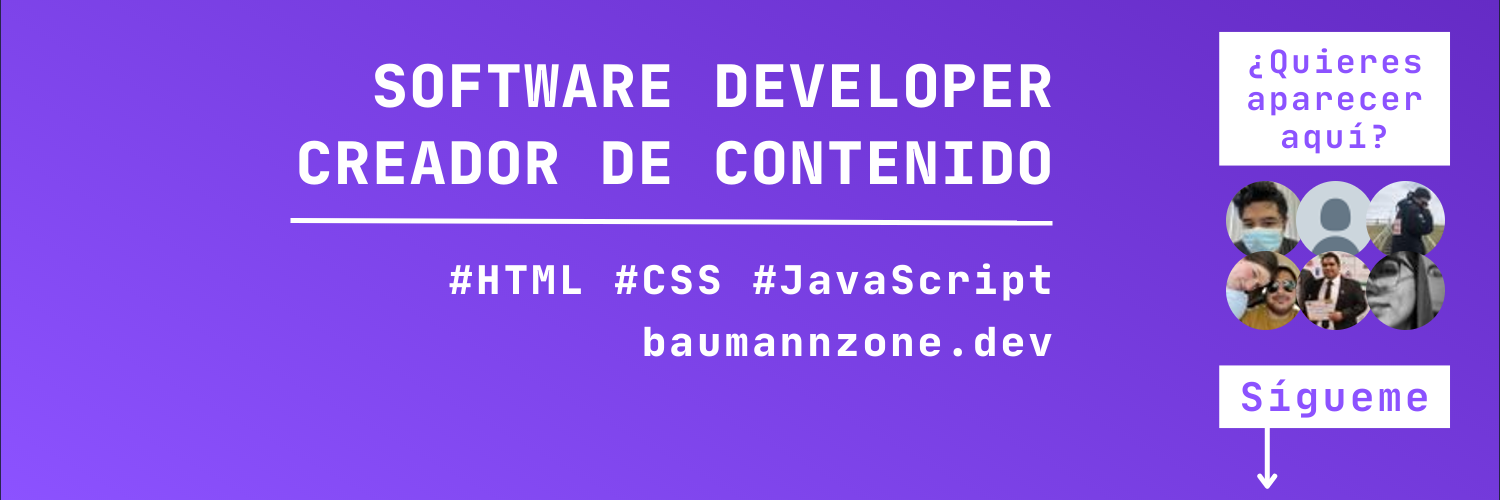 SOFTWARE DEVELOPER
CREADOR DE CONTENIDO
#HTML #CSS #JavaScript
baumannzone.dev
¿Quieres
aparecer
aquí?
Sígueme